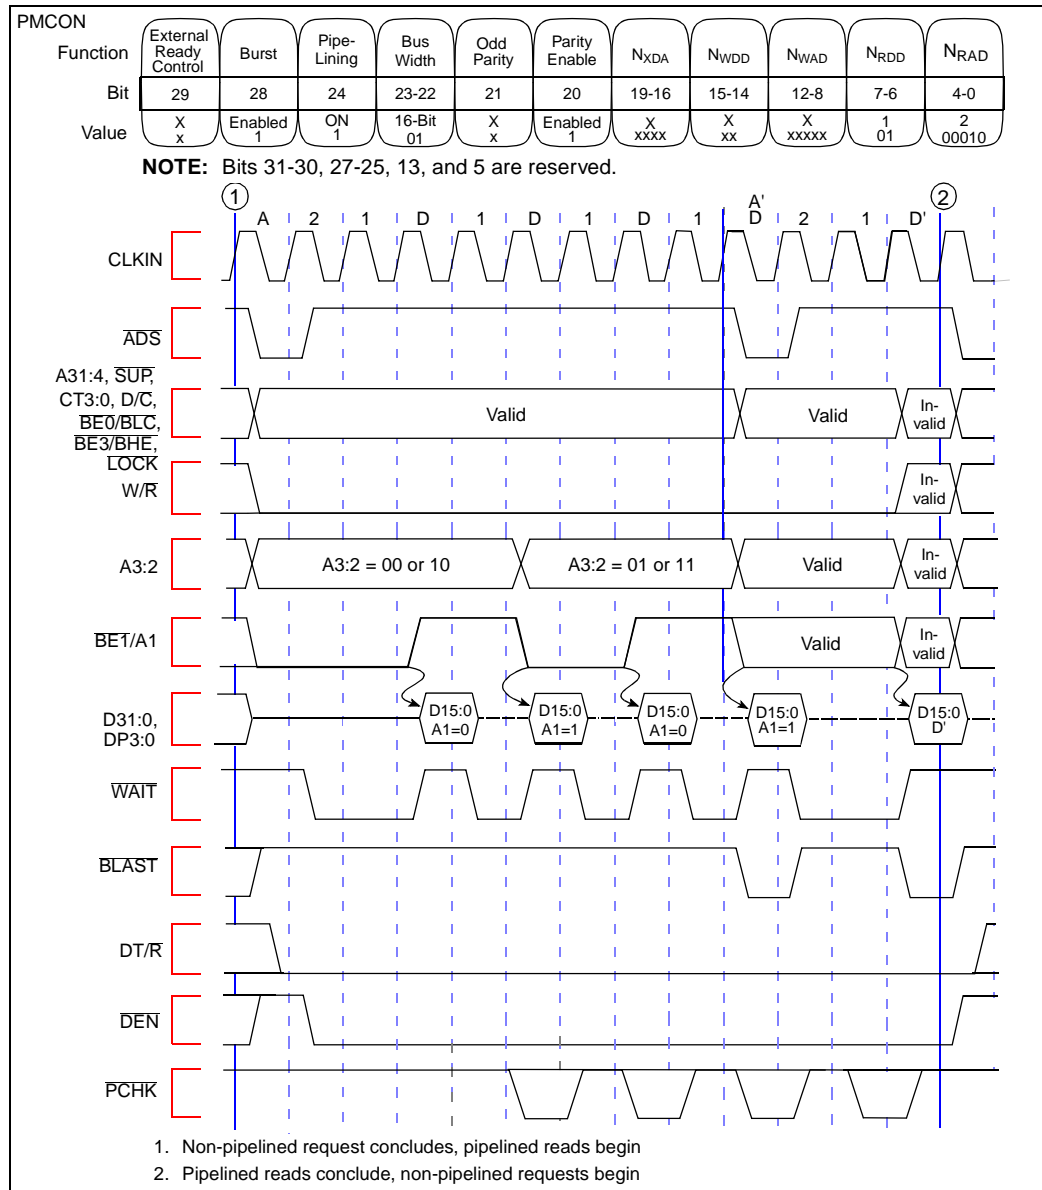 PMCON
Function
External Ready Control
Burst
Pipe-Lining
Bus Width
Odd Parity
Parity Enable
NXDA
NWDD
NWAD
NRDD
NRAD
Bit
29
28
24
23-22
21
20
19-16
15-14
12-8
7-6
4-0
Value
X
x
Enabled
1
ON
1
16-Bit
01
X
x
Enabled
1
X
xxxx
X
xx
X
xxxxx
1
01
2
00010
NOTE: Bits 31-30, 27-25, 13, and 5 are reserved.
1
2
A'
A 2 1 D 1 D 1 D 1 D 2 1 D'
CLKIN
ADS
A31:4, SUP,
CT3:0, D/C,
BE0/BLC,
BE3/BHE,
LOCK
Valid
Valid
In-
valid
W/R
In-
valid
A3:2
A3:2 = 00 or 10
A3:2 = 01 or 11
Valid
In-
valid
BE1/A1
Valid
In-
valid
D31:0,
DP3:0
D15:0
A1=0
D15:0
A1=1
D15:0
A1=0
D15:0
A1=1
D15:0
D'
WAIT
BLAST
DT/R
DEN
PCHK
1. Non-pipelined request concludes, pipelined reads begin
2. Pipelined reads conclude, non-pipelined requests begin